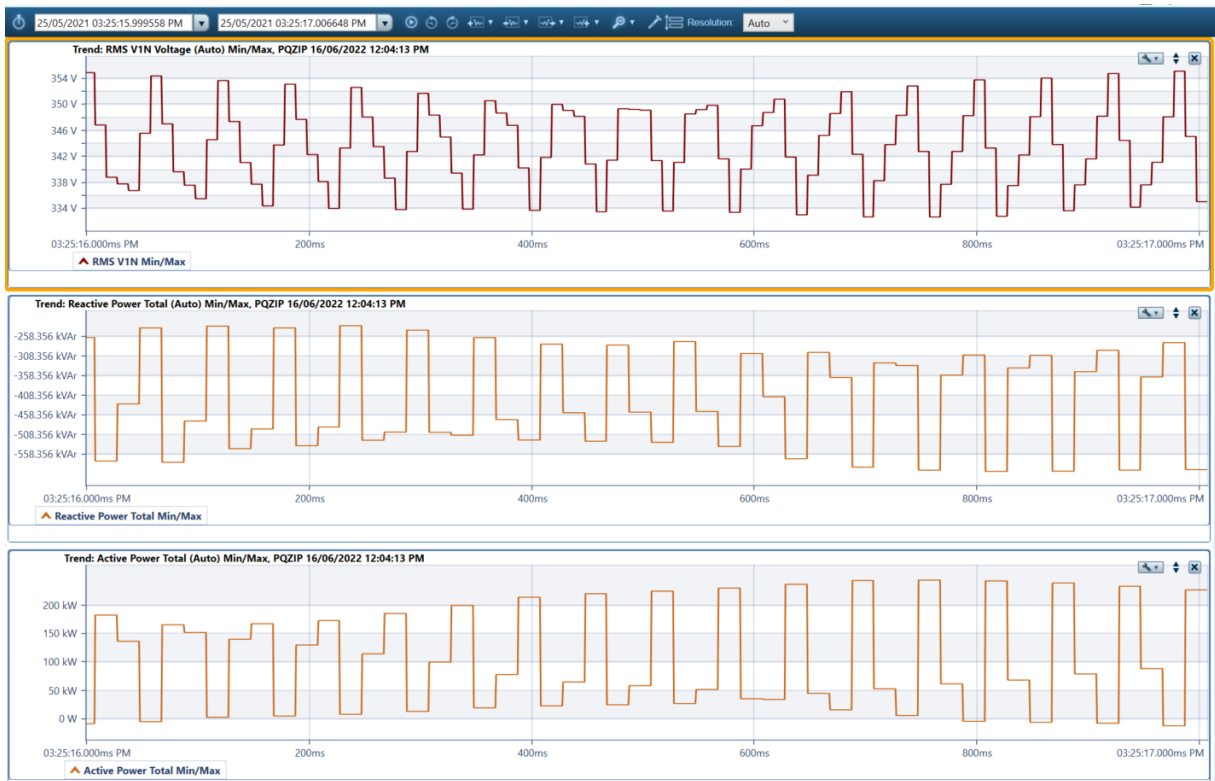 25/05/2021 03:25:15.999558 PM 25/05/2021 03:25:17.006648 PM Resolution: Auto
Trend: RMS V1N Voltage (Auto) Min/Max, PQZIP 16/06/2022 12:04:13 PM
354 V
350 V
346 V
342 V
338 V
334 V
03:25:16.000ms PM 200ms 400ms 600ms 800ms 03:25:17.000ms PM
RMS V1N Min/Max
Trend: Reactive Power Total (Auto) Min/Max, PQZIP 16/06/2022 12:04:13 PM
-258.356 kVAr
-308.356 kVAr
-358.356 kVAr
-408.356 kVAr
-458.356 kVAr
-508.356 kVAr
-558.356 kVAr
03:25:16.000ms PM 200ms 400ms 600ms 800ms 03:25:17.000ms PM
Reactive Power Total Min/Max
Trend: Active Power Total (Auto) Min/Max, PQZIP 16/06/2022 12:04:13 PM
200 kW
150 kW
100 kW
50 kW
0 W
03:25:16.000ms PM 200ms 400ms 600ms 800ms 03:25:17.000ms PM
Active Power Total Min/Max